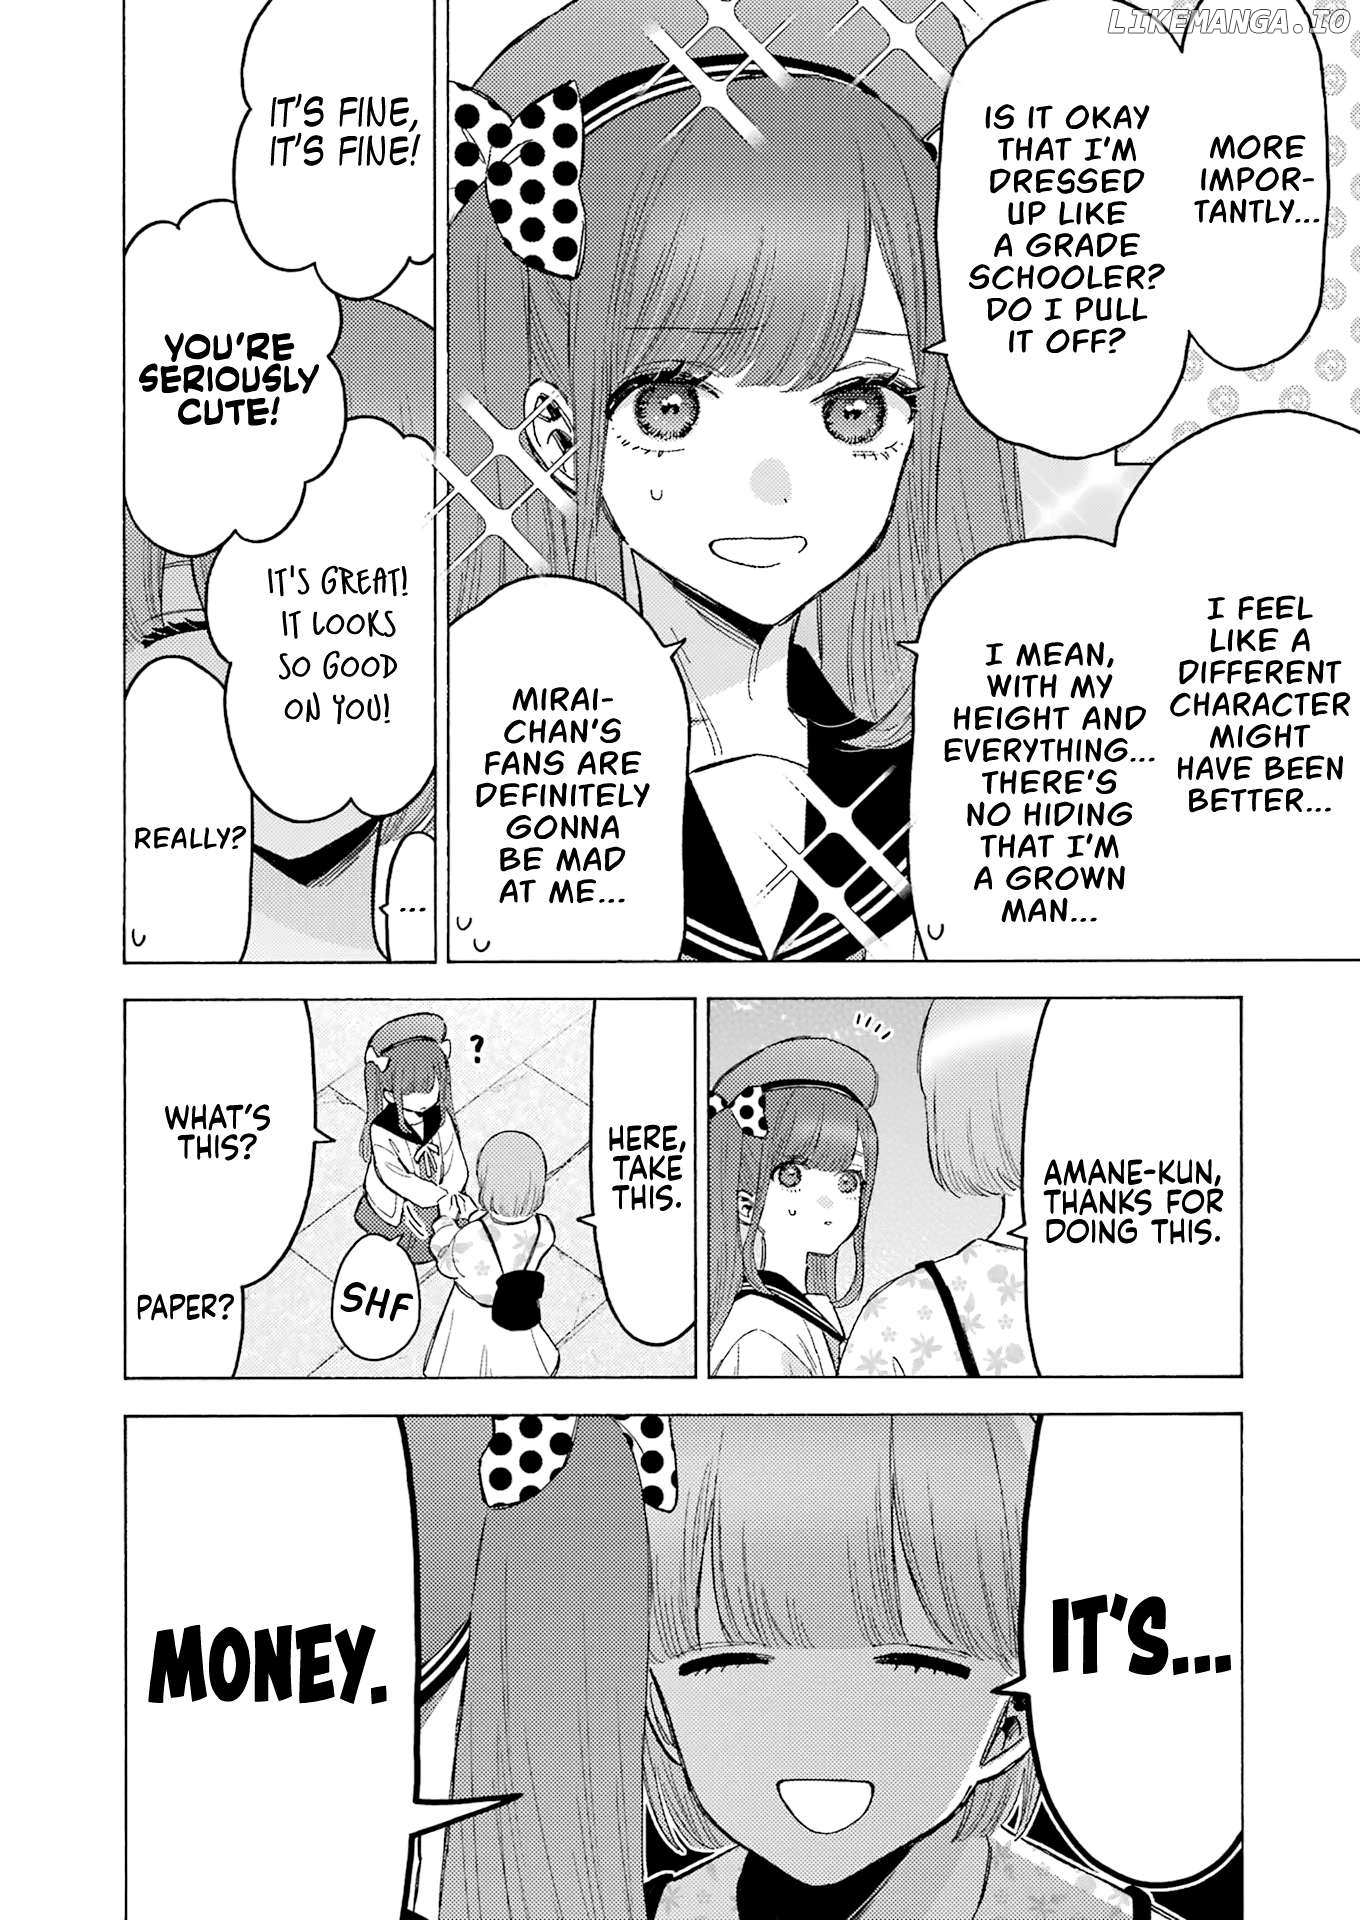 LIKEMANGA.IO
MORE
IMPOR-
TANTLY...
IS IT OKAY
THAT I'M
DRESSED
UP LIKE
A GRADE
SCHOOLER?
DO I PULL
IT OFF?
I FEEL
LIKE A
DIFFERENT
CHARACTER
MIGHT
HAVE BEEN
BETTER...
I MEAN,
WITH MY
HEIGHT AND
EVERYTHING...
THERE'S
NO HIDING
THAT I'M
A GROWN
MAN...
MIRAI-
CHAN'S
FANS ARE
DEFINITELY
GONNA
BE MAD
AT ME...
IT'S FINE,
IT'S FINE!
YOU'RE
SERIOUSLY
CUTE!
IT'S GREAT!
IT LOOKS
SO GOOD
ON YOU!
...
REALLY?
AMANE-KUN,
THANKS FOR
DOING THIS.
HERE,
TAKE
THIS.
?
SHF
WHAT'S
THIS?
PAPER?
IT'S...
MONEY.